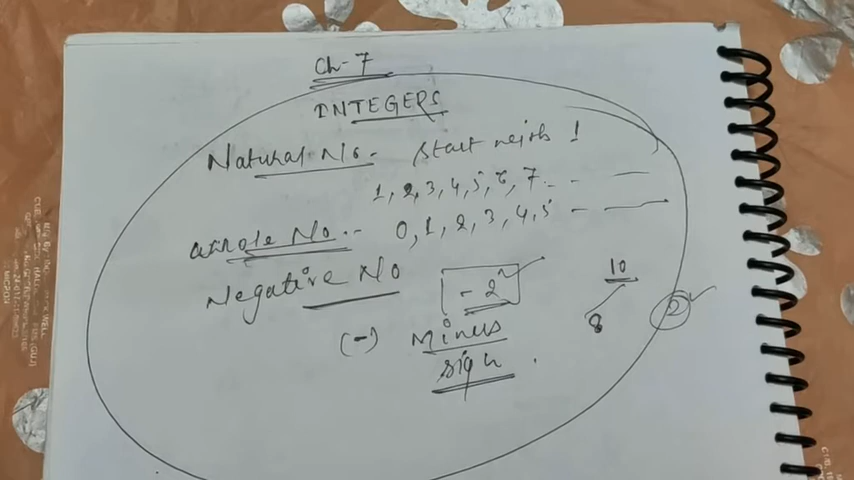 Ch-7
INTEGERS
Natural No. - Start with 1
1, 2, 3, 4, 5, 6, 7 - -
Whole No. - 0, 1, 2, 3, 4, 5 -
Negative No - 2
10
8
2
(-) Minus
sign.